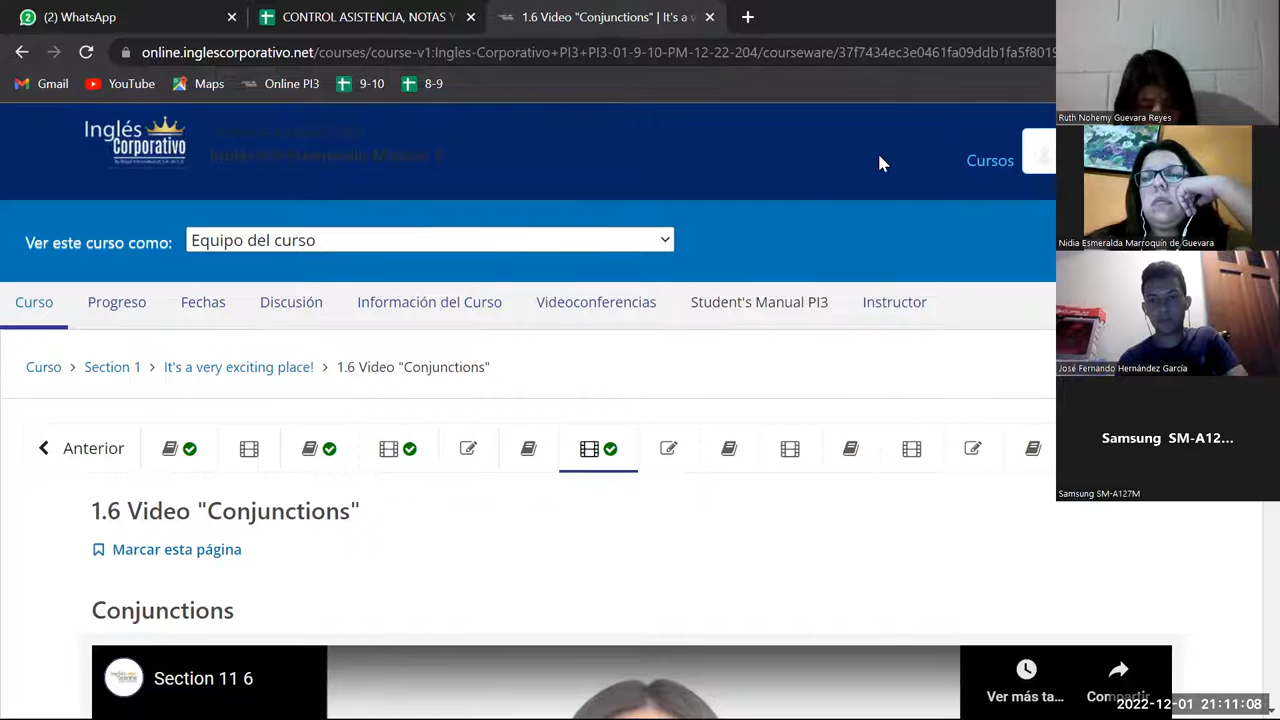 (2) WhatsApp
CONTROL ASETENCIA, NOTAS Y
1.6 Video "Conjunctions" | It's a v
online.inglescorporativo.net/courses/course-v1:Ingles-Corporativo+PI3+PI3-01-9-10-PM-12-22-204/courseware/37f7434ec3e0461fa09ddb1fa5f8019
Gmail
YouTube
Maps
Online PI3
9-10
8-9
Inglés
Corporativo
Cursos
Ver este curso como:
Equipo del curso
Curso
Progreso
Fechas
Discusión
Información del Curso
Videoconferencias
Student's Manual PI3
Instructor
Curso > Section 1 > It's a very exciting place! > 1.6 Video "Conjunctions"
Anterior
1.6 Video "Conjunctions"
Marcar esta página
Conjunctions
Section 11 6
Ver más ta...
Compartir
Ruth Nohemy Guevara Reyes
Nidia Esmeralda Marroquín de Guevara
José Fernando Hernández García
Samsung SM-A12...
Samsung SM-A127M
2022-12-01 21:11:08